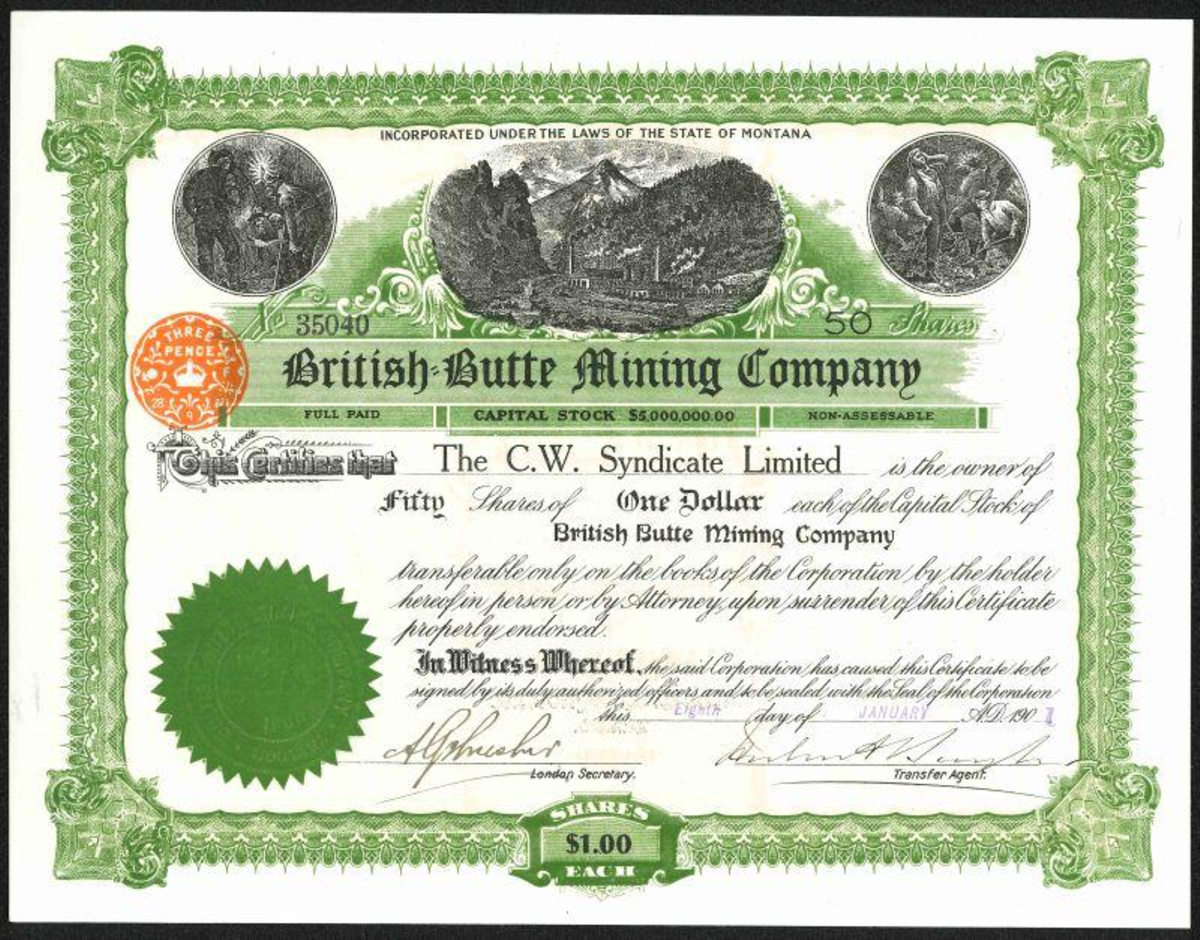 INCORPORATED UNDER THE LAWS OF THE STATE OF MONTANA
No 35040
50 Shares
THREE
PENCE
British-Butte Mining Company
FULL PAID
CAPITAL STOCK $5,000,000.00
NON-ASSESSABLE
This Certifies that The C.W. Syndicate Limited is the owner of
Fifty Shares of One Dollar each of the Capital Stock of
British Butte Mining Company
transferable only on the books of the Corporation by the holder
hereof in person or by Attorney, upon surrender of this Certificate
properly endorsed.
In Witness Whereof, the said Corporation has caused this Certificate to be
signed by its duly authorized officers and to be sealed with the Seal of the Corporation
this Eighth day of JANUARY A.D. 1907
London Secretary.
Transfer Agent.
SHARES
$1.00
EACH